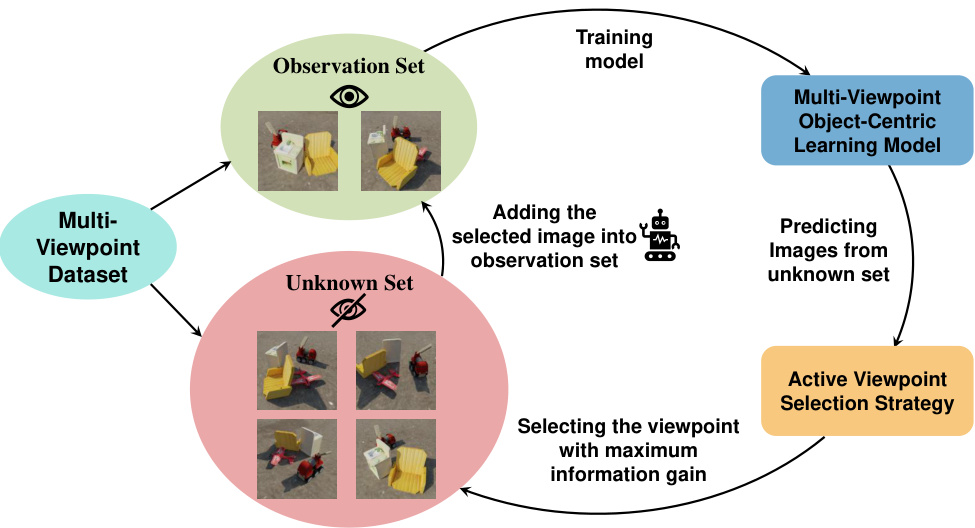 Observation Set
Training
model
Multi-Viewpoint
Object-Centric
Learning Model
Multi-
Viewpoint
Dataset
Adding the
selected image into
observation set
Predicting
Images from
unknown set
Unknown Set
Active Viewpoint
Selection Strategy
Selecting the viewpoint
with maximum
information gain